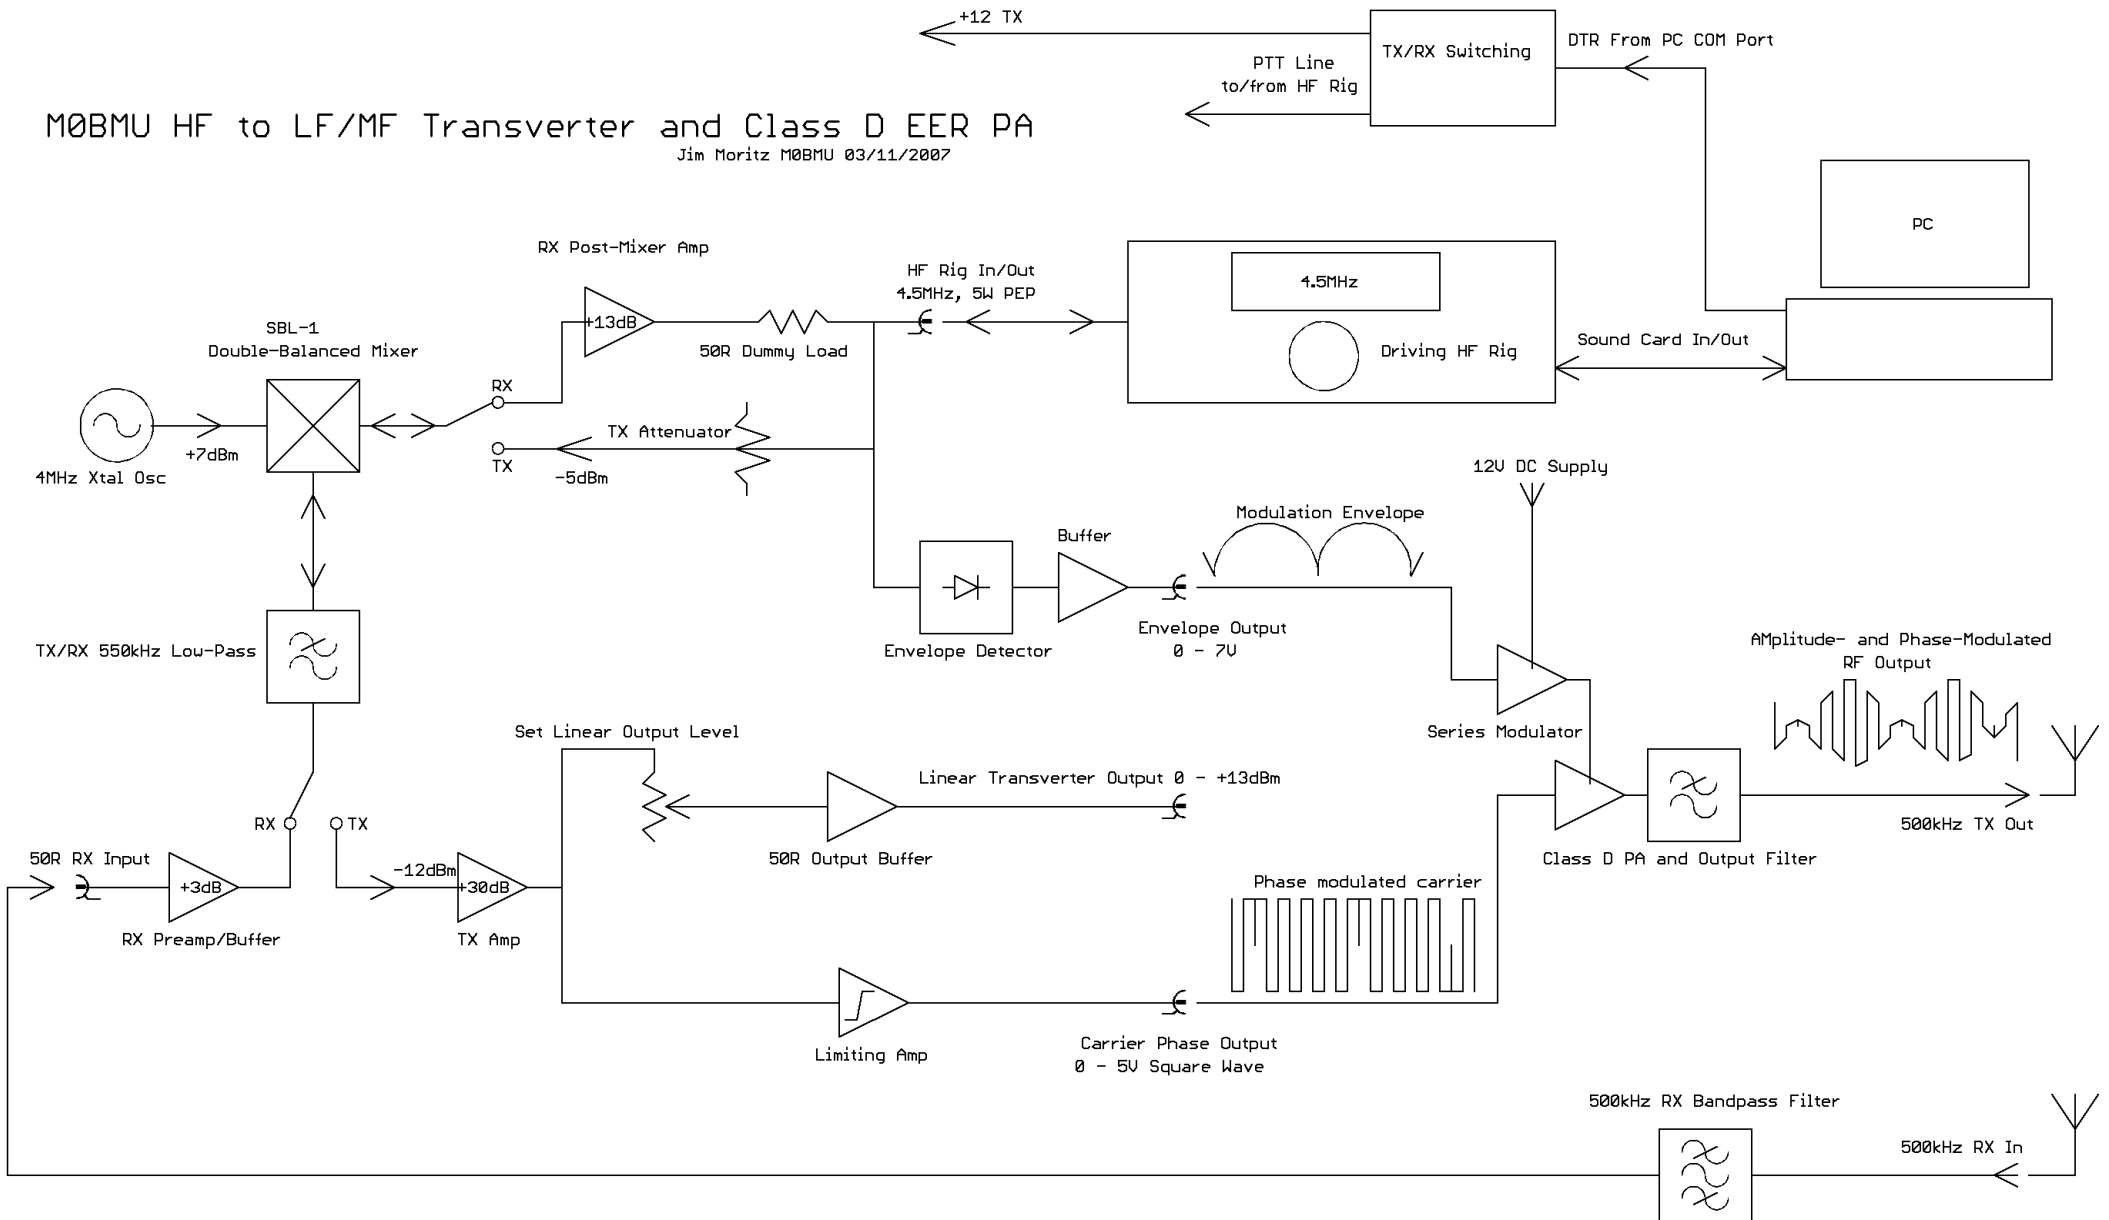 +12 TX
TX/RX Switching
DTR From PC COM Port
PTT Line
to/from HF Rig
MØBMU HF to LF/MF Transverter and Class D EER PA
Jim Moritz MØBMU 03/11/2007
PC
RX Post-Mixer Amp
HF Rig In/Out
4.5MHz, 5W PEP
4.5MHz
+13dB
SBL-1
Double-Balanced Mixer
50R Dummy Load
Driving HF Rig
Sound Card In/Out
RX
TX Attenuator
+7dBm
TX
-5dBm
4MHz Xtal Osc
12V DC Supply
Modulation Envelope
Buffer
Envelope Output
0 - 7V
Envelope Detector
TX/RX 550kHz Low-Pass
AMplitude- and Phase-Modulated
RF Output
Set Linear Output Level
Series Modulator
Linear Transverter Output 0 - +13dBm
RX
TX
500kHz TX Out
50R RX Input
50R Output Buffer
Class D PA and Output Filter
-12dBm
+3dB
+30dB
Phase modulated carrier
RX Preamp/Buffer
TX Amp
Limiting Amp
Carrier Phase Output
0 - 5V Square Wave
500kHz RX Bandpass Filter
500kHz RX In